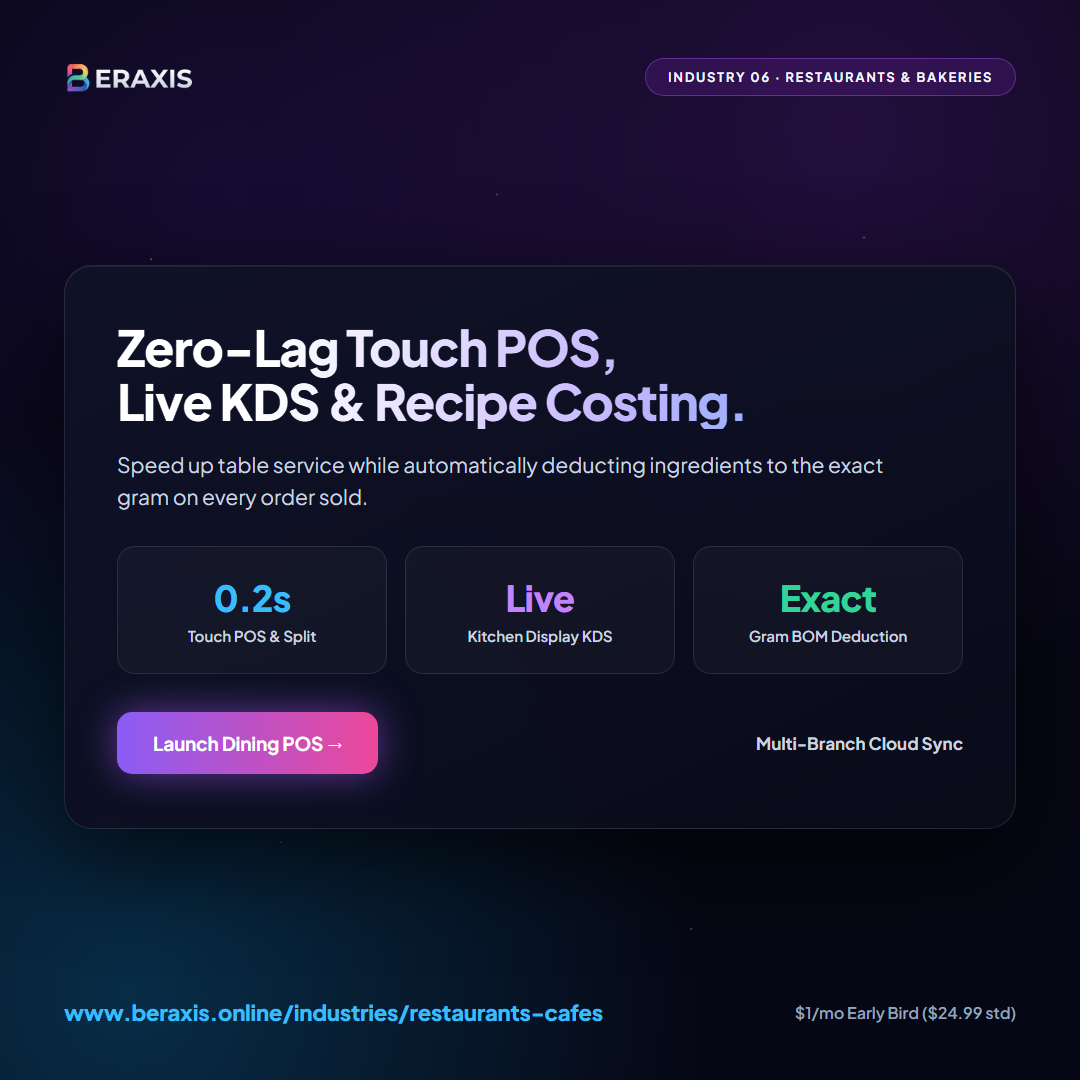 BERAXIS
INDUSTRY 06 · RESTAURANTS & BAKERIES
Zero-Lag Touch POS,
Live KDS & Recipe Costing.
Speed up table service while automatically deducting ingredients to the exact
gram on every order sold.
0.2s
Touch POS & Split
Live
Kitchen Display KDS
Exact
Gram BOM Deduction
Launch Dining POS →
Multi-Branch Cloud Sync
www.beraxis.online/industries/restaurants-cafes
$1/mo Early Bird ($24.99 std)